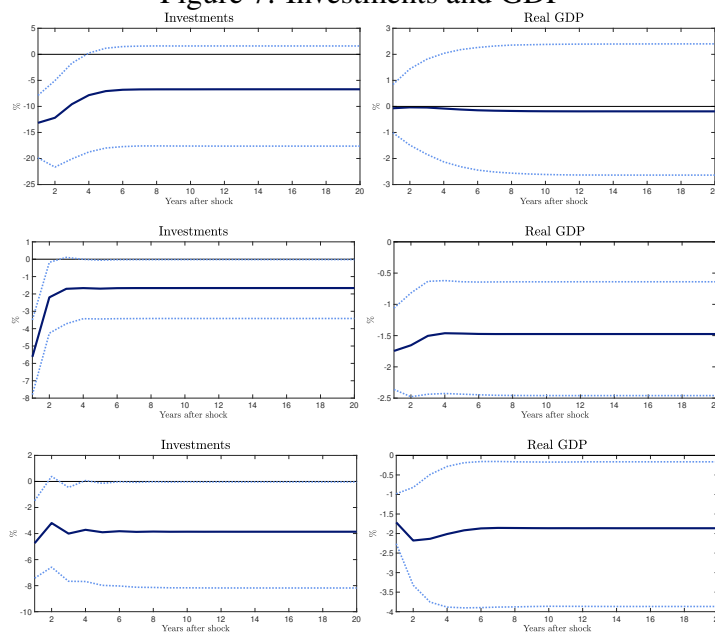 Figure 7: Investments and GDP
Investments
Real GDP
5
0
-5
-10
-15
-20
-25
%
2 4 6 8 10 12 14 16 18 20
Years after shock
3
2
1
0
-1
-2
-3
%
2 4 6 8 10 12 14 16 18
Years after shock
Investments
Real GDP
1
0
-1
-2
-3
-4
-5
-6
-7
-8
%
2 4 6 8 10 12 14 16 18 20
Years after shock
0
-0.5
-1
-1.5
-2
-2.5
%
2 4 6 8 10 12 14 16 18
Years after shock
Investments
Real GDP
2
0
-2
-4
-6
-8
-10
%
2 4 6 8 10 12 14 16 18 20
Years after shock
0
-0.5
-1
-1.5
-2
-2.5
-3
-3.5
-4
%
2 4 6 8 10 12 14 16 18
Years after shock